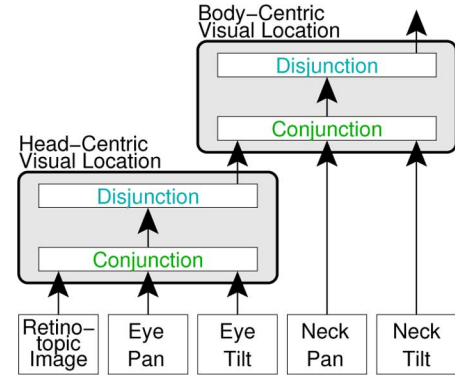 Body-Centric
Visual Location
Disjunction
Conjunction
Head-Centric
Visual Location
Disjunction
Conjunction
Retino-
topic
Image
Eye
Pan
Eye
Tilt
Neck
Pan
Neck
Tilt